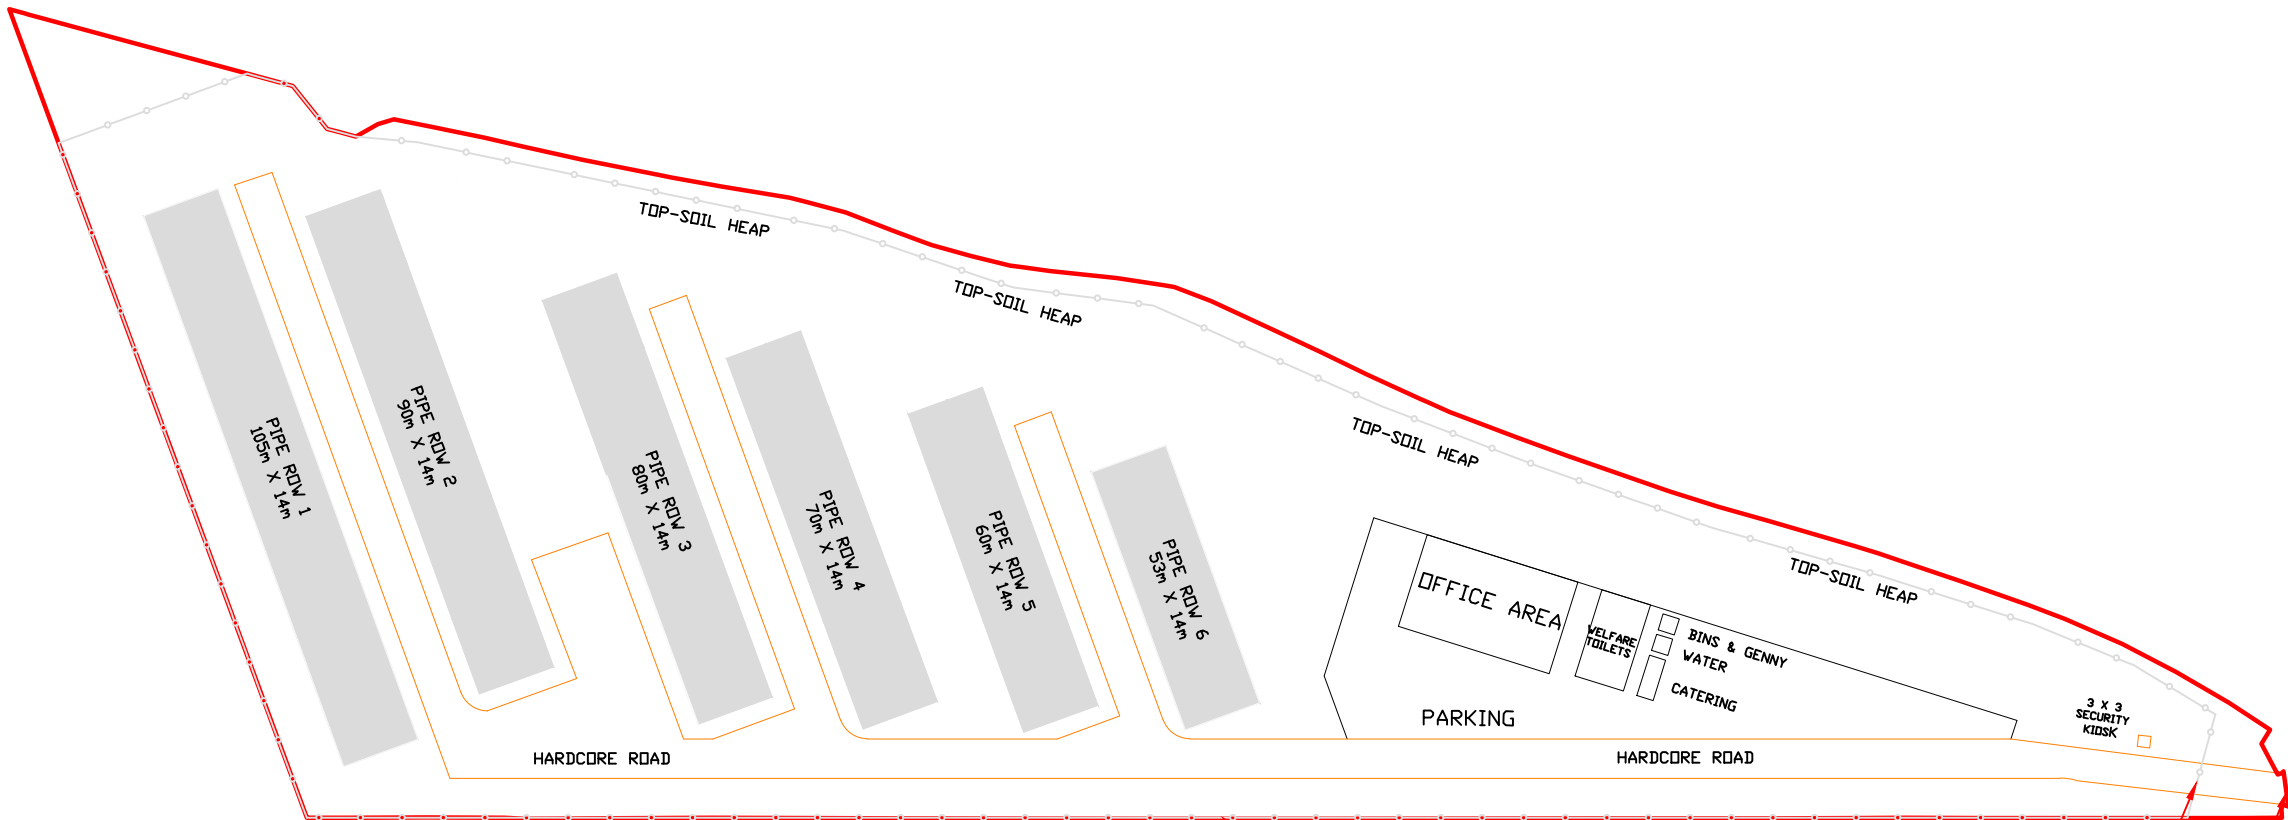 TOP-SOIL HEAP
TOP-SOIL HEAP
TOP-SOIL HEAP
TOP-SOIL HEAP
PIPE ROW 1
105m X 14m
PIPE ROW 2
90m X 14m
PIPE ROW 3
80m X 14m
PIPE ROW 4
70m X 14m
PIPE ROW 5
60m X 14m
PIPE ROW 6
53m X 14m
OFFICE AREA
WELFARE
TOILETS
BINS & GENNY
WATER
CATERING
PARKING
3 X 3
SECURITY
KIOSK
HARDCORE ROAD
HARDCORE ROAD